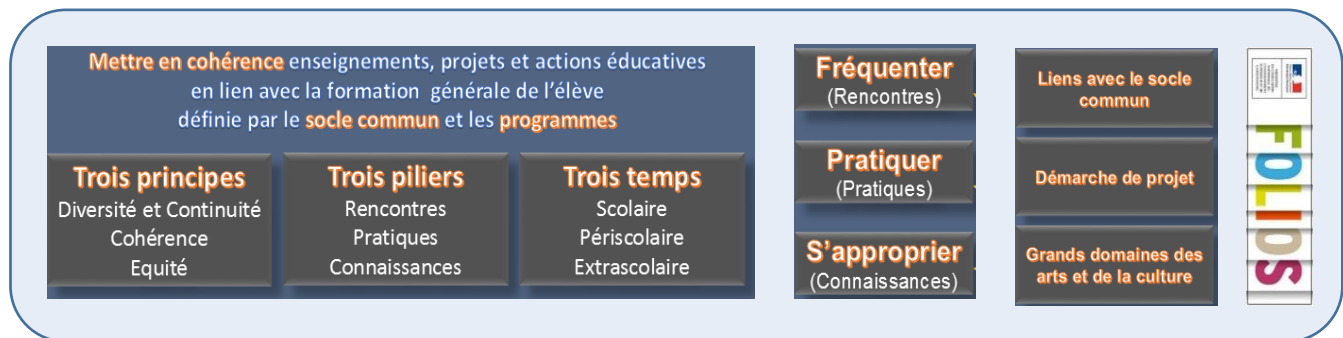 Mettre en cohérence enseignements, projets et actions éducatives
en lien avec la formation générale de l'élève
définie par le socle commun et les programmes
Trois principes
Diversité et Continuité
Cohérence
Equité
Trois piliers
Rencontres
Pratiques
Connaissances
Trois temps
Scolaire
Périscolaire
Extrascolaire
Fréquenter
(Rencontres)
Pratiquer
(Pratiques)
S'approprier
(Connaissances)
Liens avec le socle
commun
Démarche de projet
Grands domaines des
arts et de la culture
FOLIOS